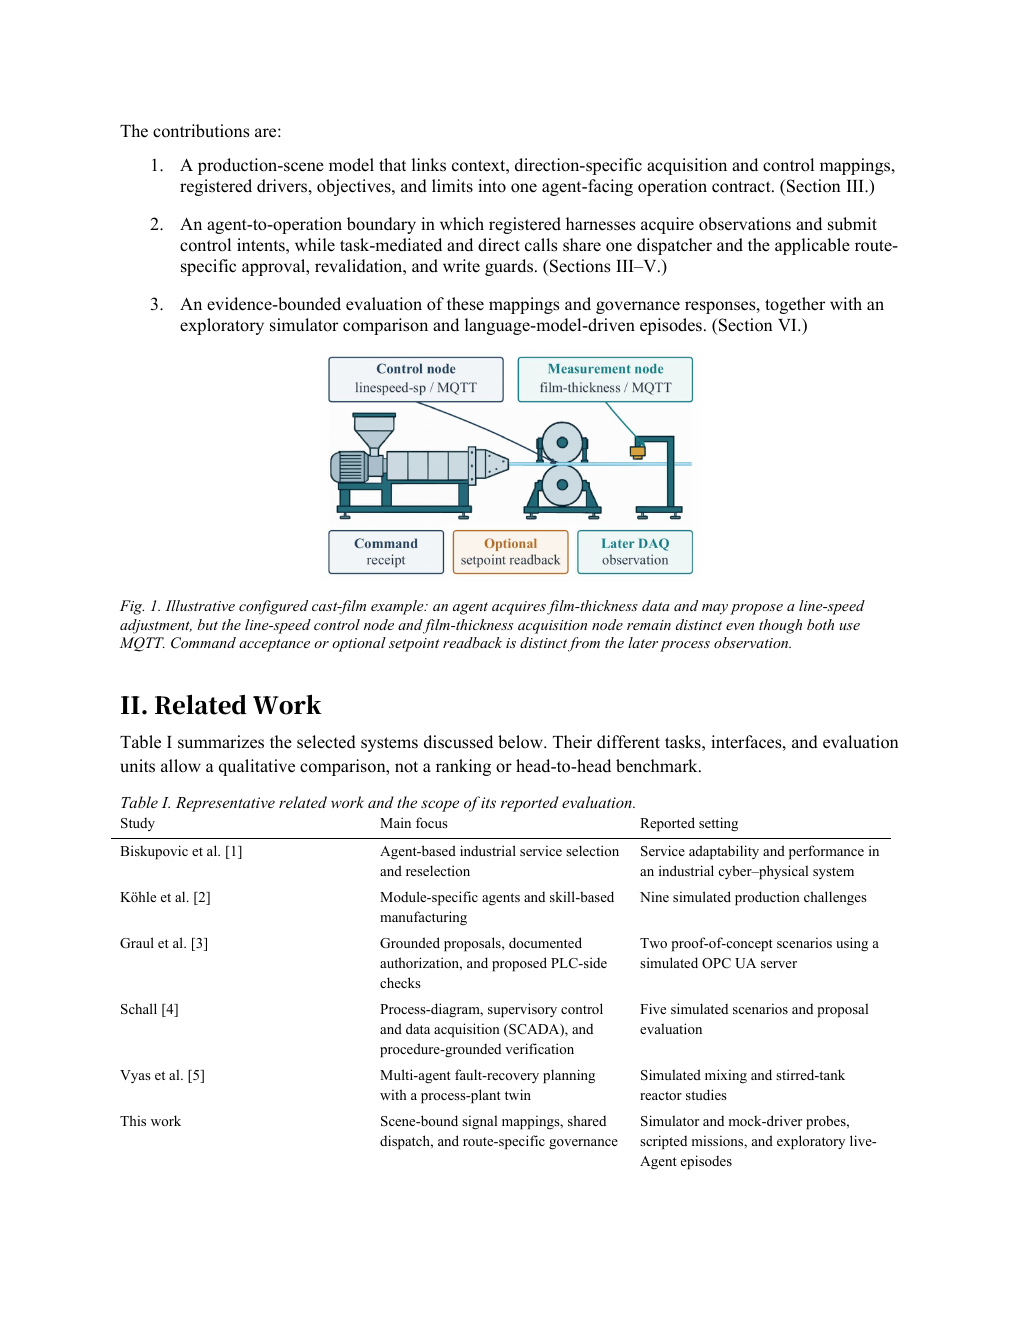 The contributions are:
1. A production-scene model that links context, direction-specific acquisition and control mappings,
registered drivers, objectives, and limits into one agent-facing operation contract. (Section III.)
2. An agent-to-operation boundary in which registered harnesses acquire observations and submit
control intents, while task-mediated and direct calls share one dispatcher and the applicable route-
specific approval, revalidation, and write guards. (Sections III–V.)
3. An evidence-bounded evaluation of these mappings and governance responses, together with an
exploratory simulator comparison and language-model-driven episodes. (Section VI.)
Control node
linespeed-sp / MQTT
Measurement node
film-thickness / MQTT
Command
receipt
Optional
setpoint readback
Later DAQ
observation
Fig. 1. Illustrative configured cast-film example: an agent acquires film-thickness data and may propose a line-speed
adjustment, but the line-speed control node and film-thickness acquisition node remain distinct even though both use
MQTT. Command acceptance or optional setpoint readback is distinct from the later process observation.
II. Related Work
Table I summarizes the selected systems discussed below. Their different tasks, interfaces, and evaluation
units allow a qualitative comparison, not a ranking or head-to-head benchmark.
Table I. Representative related work and the scope of its reported evaluation.
Study Main focus Reported setting
Biskupovic et al. [1] Agent-based industrial service selection Service adaptability and performance in
and reselection an industrial cyber–physical system
Köhle et al. [2] Module-specific agents and skill-based Nine simulated production challenges
manufacturing
Graul et al. [3] Grounded proposals, documented Two proof-of-concept scenarios using a
authorization, and proposed PLC-side simulated OPC UA server
checks
Schall [4] Process-diagram, supervisory control Five simulated scenarios and proposal
and data acquisition (SCADA), and evaluation
procedure-grounded verification
Vyas et al. [5] Multi-agent fault-recovery planning Simulated mixing and stirred-tank
with a process-plant twin reactor studies
This work Scene-bound signal mappings, shared Simulator and mock-driver probes,
dispatch, and route-specific governance scripted missions, and exploratory live-
Agent episodes